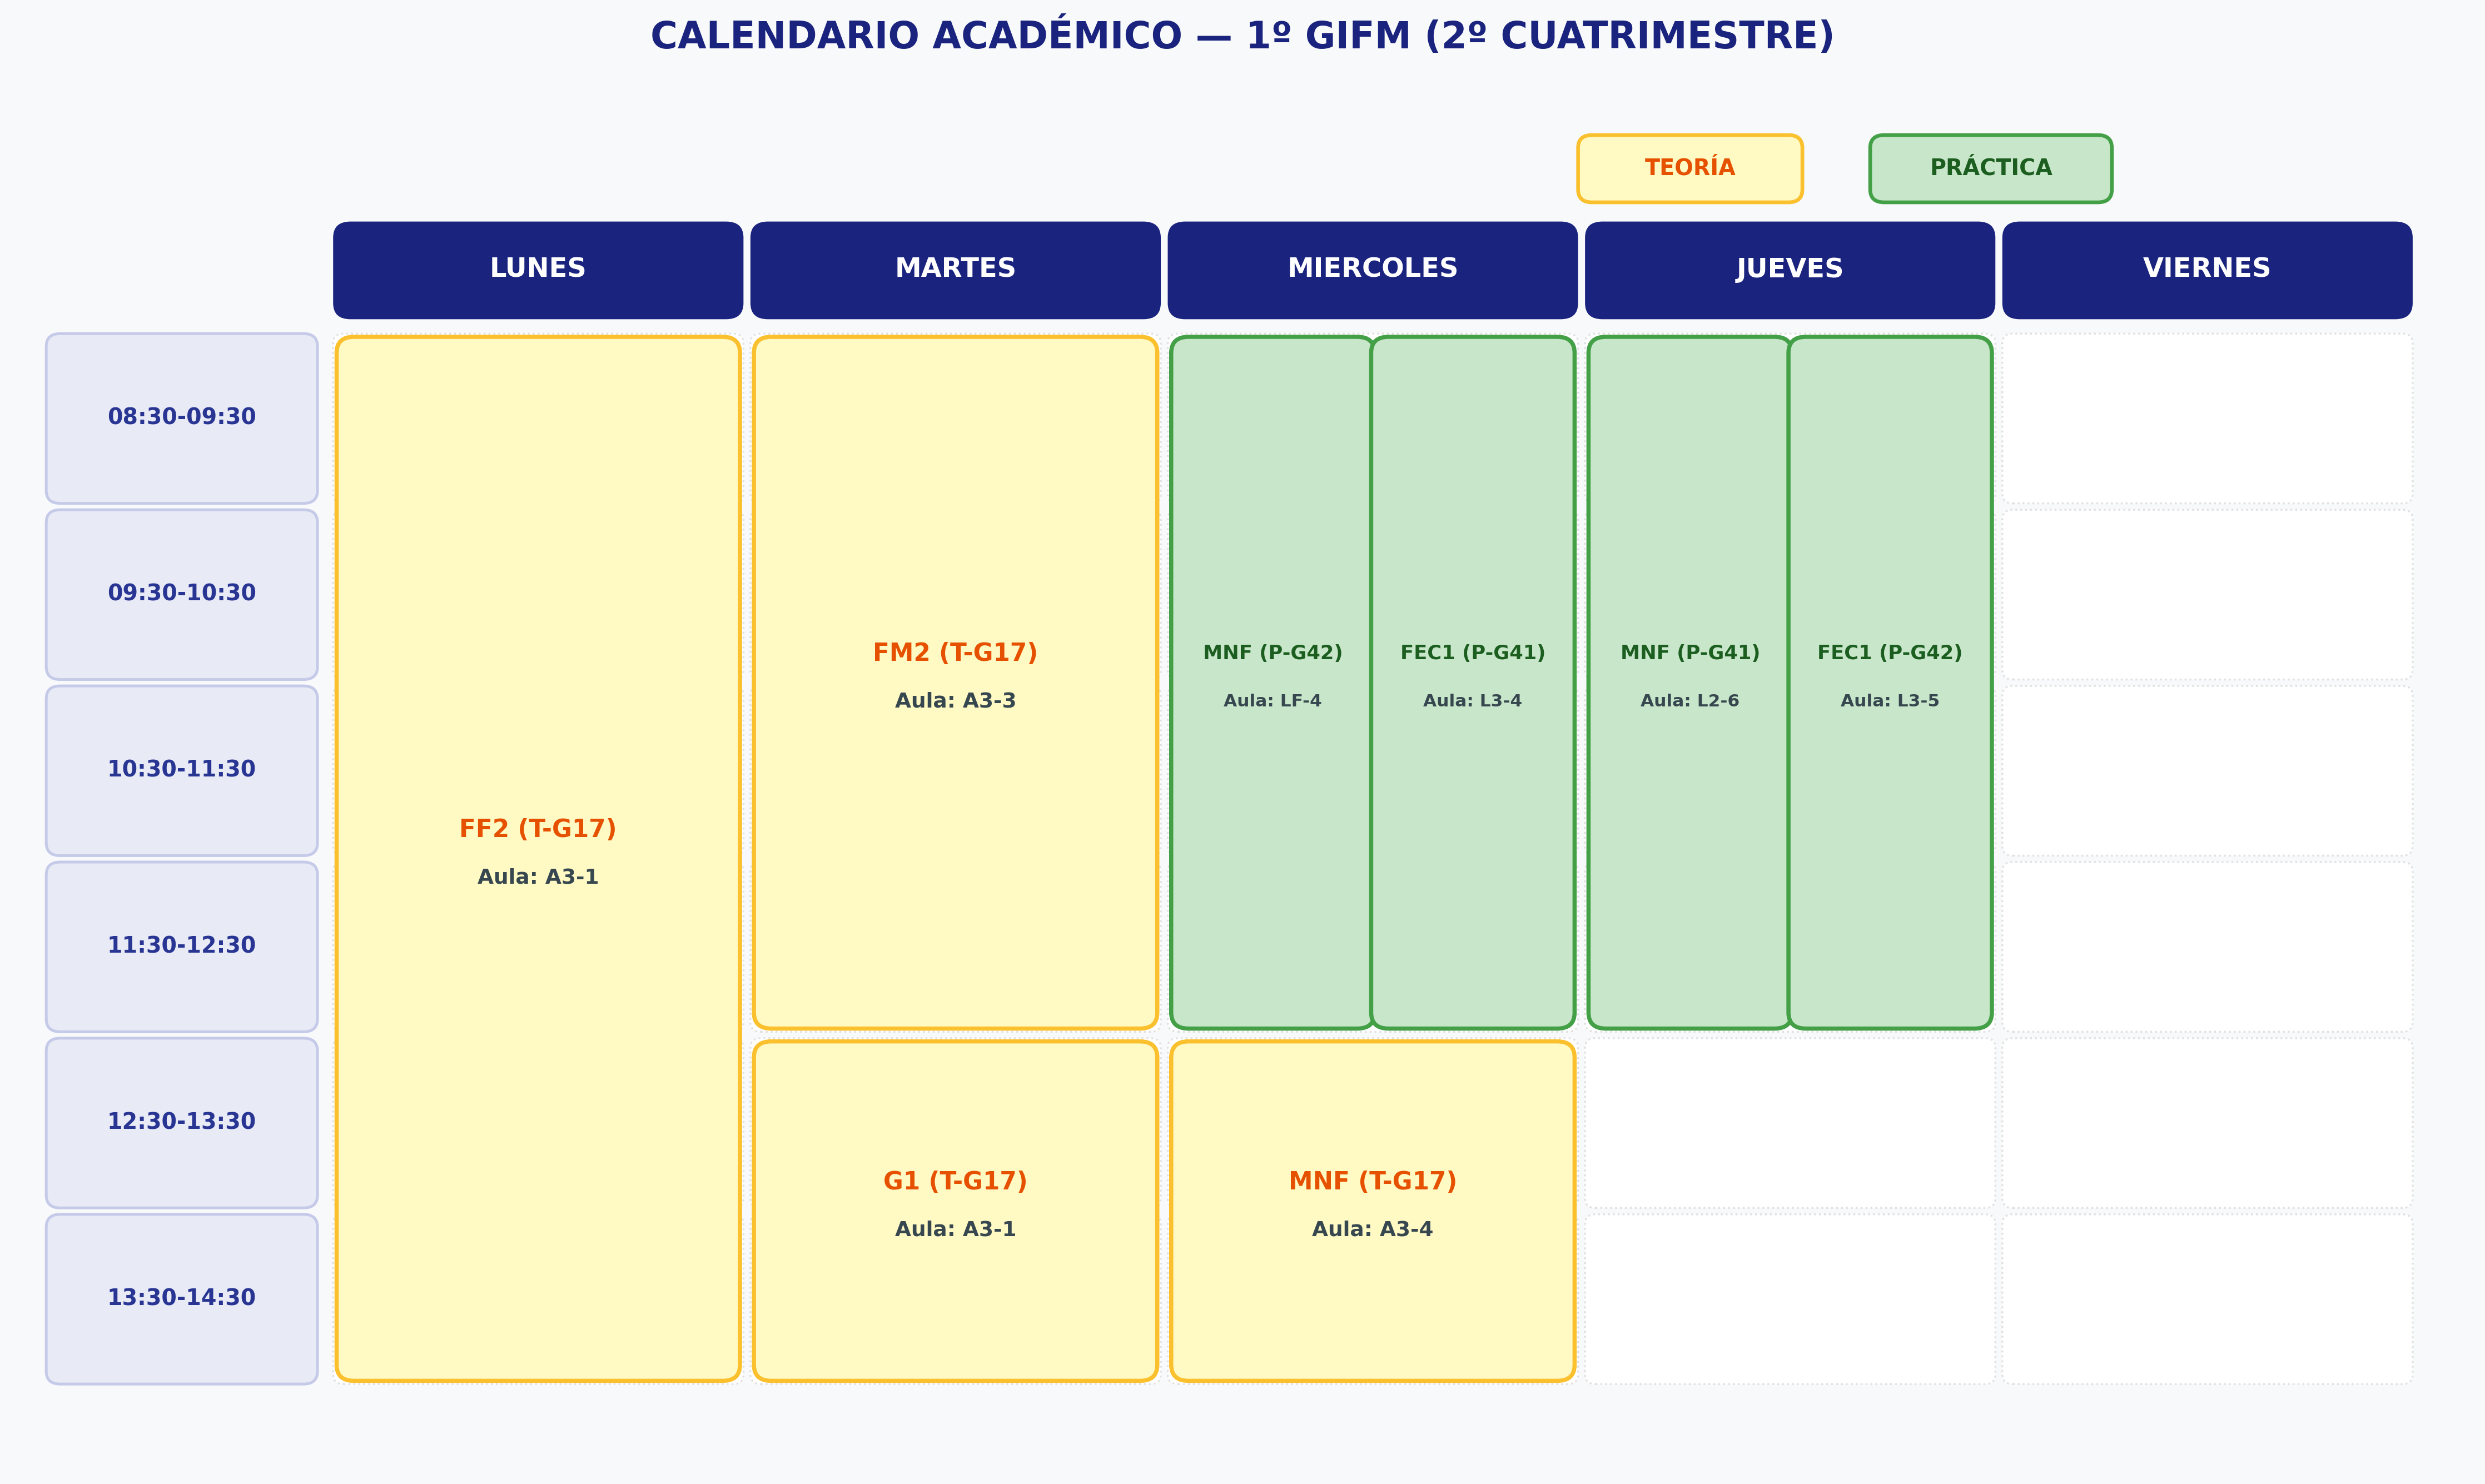 CALENDARIO ACADÉMICO — 1º GIFM (2º CUATRIMESTRE)
TEORÍA
PRÁCTICA
LUNES
MARTES
MIERCOLES
JUEVES
VIERNES
08:30-09:30
09:30-10:30
10:30-11:30
11:30-12:30
12:30-13:30
13:30-14:30
FF2 (T-G17)
Aula: A3-1
FM2 (T-G17)
Aula: A3-3
G1 (T-G17)
Aula: A3-1
MNF (P-G42)
Aula: LF-4
FEC1 (P-G41)
Aula: L3-4
MNF (T-G17)
Aula: A3-4
MNF (P-G41)
Aula: L2-6
FEC1 (P-G42)
Aula: L3-5